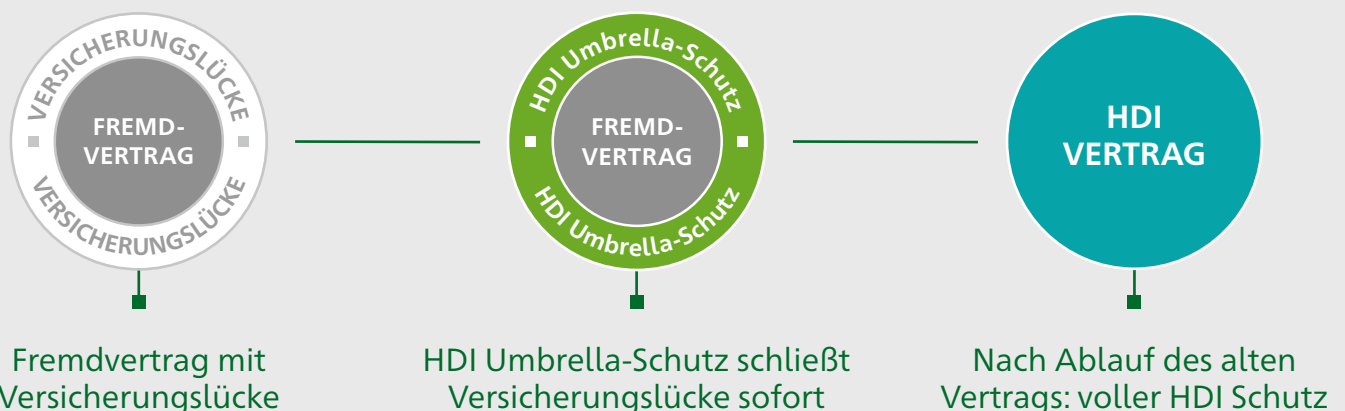 VERSICHERUNGSLÜCKE
FREMD-
VERTRAG
VERSICHERUNGSLÜCKE
Fremdvertrag mit
Versicherungslücke
HDI Umbrella-Schutz
FREMD-
VERTRAG
HDI Umbrella-Schutz
HDI Umbrella-Schutz schließt
Versicherungslücke sofort
HDI
VERTRAG
Nach Ablauf des alten
Vertrags: voller HDI Schutz